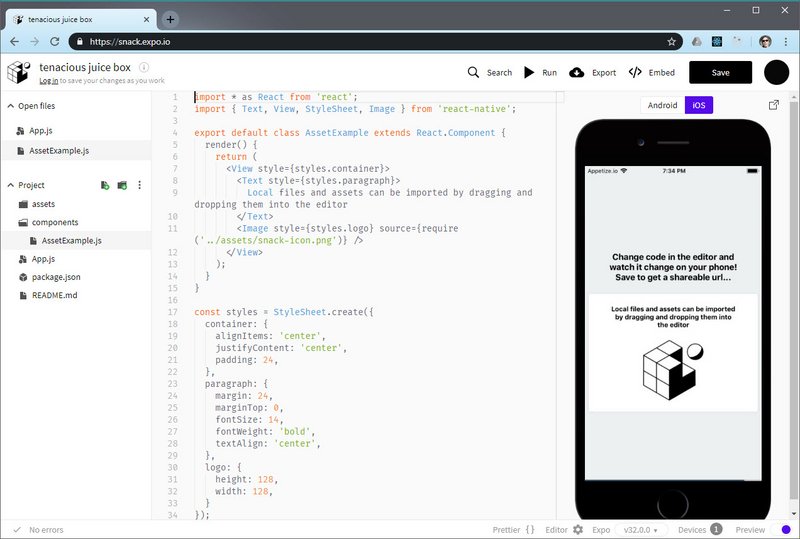 tenacious juice box
https://snack.expo.io
tenacious juice box
Log in to save your changes as you work
Search
Run
Export
Embed
Save
Open files
App.js
AssetExample.js
Project
assets
components
AssetExample.js
App.js
package.json
README.md
1 import * as React from 'react';
2 import { Text, View, StyleSheet, Image } from 'react-native';
3
4 export default class AssetExample extends React.Component {
5 render() {
6 return (
7 <View style={styles.container}>
8 <Text style={styles.paragraph}>
9 Local files and assets can be imported by dragging and
dropping them into the editor
10 </Text>
11 <Image style={styles.logo} source={require
('../assets/snack-icon.png')} />
12 </View>
13 );
14 }
15 }
16
17 const styles = StyleSheet.create({
18 container: {
19 alignItems: 'center',
20 justifyContent: 'center',
21 padding: 24,
22 },
23 paragraph: {
24 margin: 24,
25 marginTop: 0,
26 fontSize: 14,
27 fontWeight: 'bold',
28 textAlign: 'center',
29 },
30 logo: {
31 height: 128,
32 width: 128,
33 }
34 });
Android
iOS
Appetize.io
7:34 PM
Change code in the editor and
watch it change on your phone!
Save to get a shareable url...
Local files and assets can be imported
by dragging and dropping them into
the editor
No errors
Prettier { }
Editor
Expo
v32.0.0
Devices 1
Preview